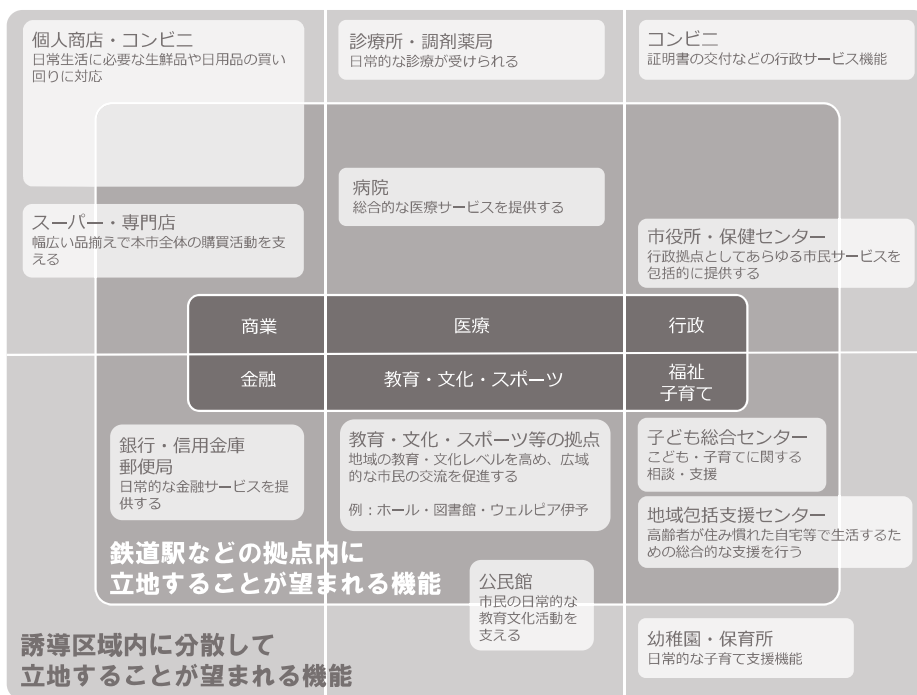 個人商店・コンビニ
日常生活に必要な生鮮品や日用品の買い
回りに対応
診療所・調剤薬局
日常的な診療が受けられる
コンビニ
証明書の交付などの行政サービス機能
病院
総合的な医療サービスを提供する
スーパー・専門店
幅広い品揃えで本市全体の購買活動を支
える
市役所・保健センター
行政拠点としてあらゆる市民サービスを
包括的に提供する
商業
医療
行政
金融
教育・文化・スポーツ
福祉
子育て
銀行・信用金庫
郵便局
日常的な金融サービスを提
供する
教育・文化・スポーツ等の拠点
地域の教育・文化レベルを高め、広域
的な市民の交流を促進する
例：ホール・図書館・ウェルピア伊予
子ども総合センター
こども・子育てに関する
相談・支援
地域包括支援センター
高齢者が住み慣れた自宅等で生活するた
めの総合的な支援を行う
鉄道駅などの拠点内に
立地することが望まれる機能
公民館
市民の日常的な
教育文化活動を
支える
誘導区域内に分散して
立地することが望まれる機能
幼稚園・保育所
日常的な子育て支援機能